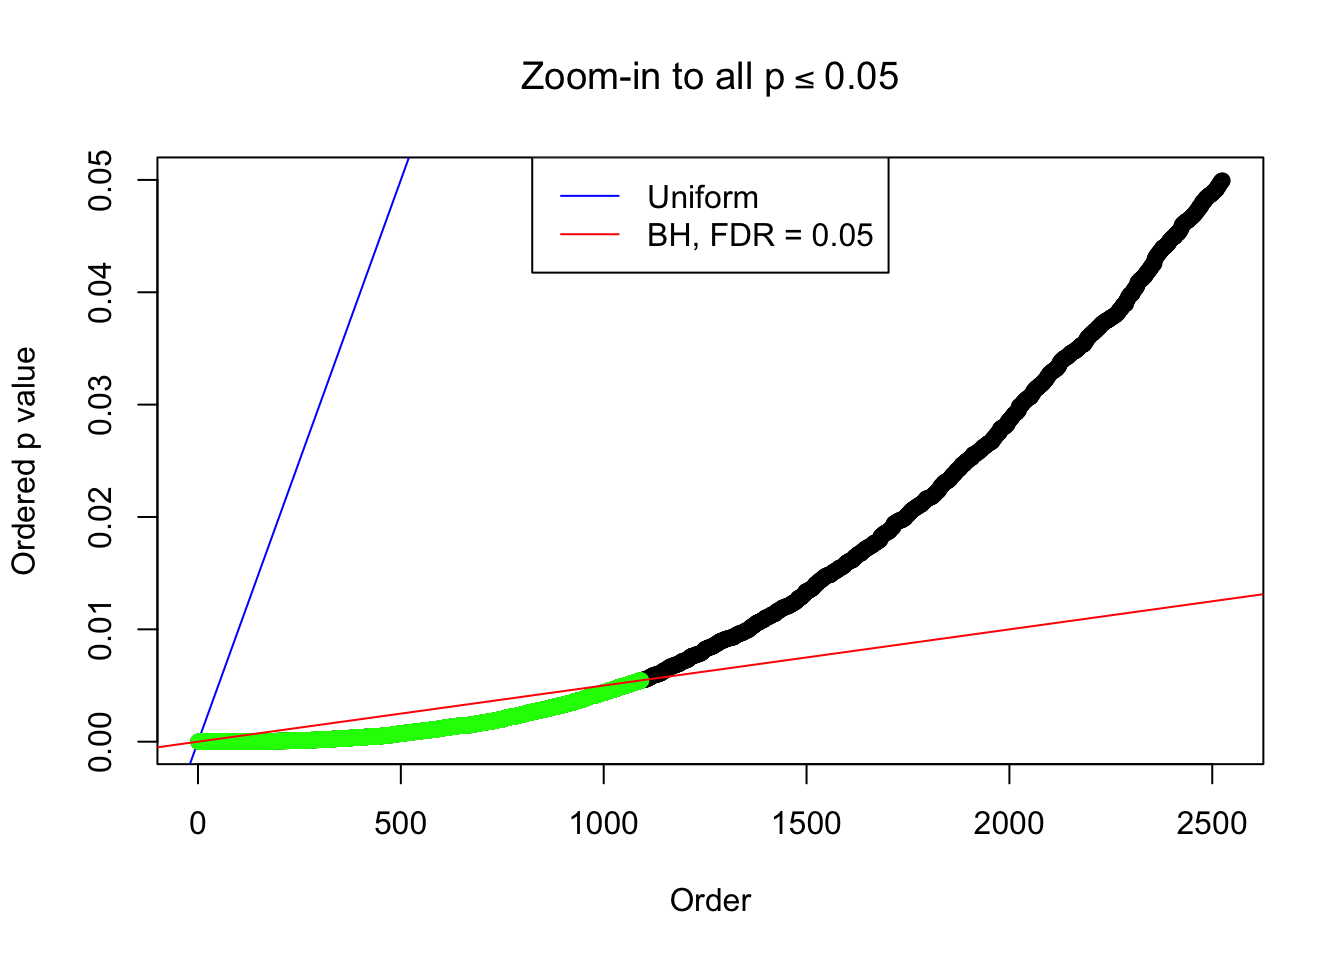 Zoom-in to all p ≤ 0.05
Uniform
BH, FDR = 0.05
Ordered p value
0.05
0.04
0.03
0.02
0.01
0.00
0 500 1000 1500 2000 2500
Order